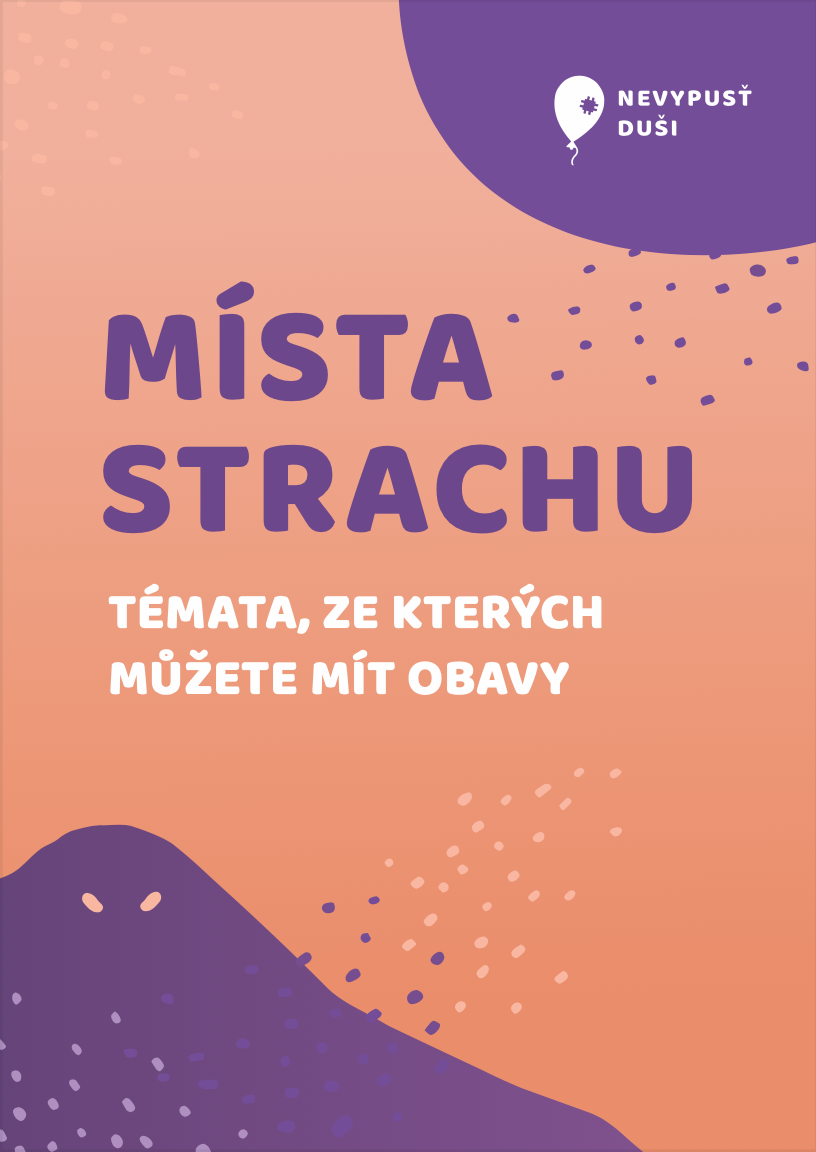 NEVYPUSŤ
DUŠI
MÍSTA
STRACHU
TÉMATA, ZE KTERÝCH
MŮŽETE MÍT OBAVY